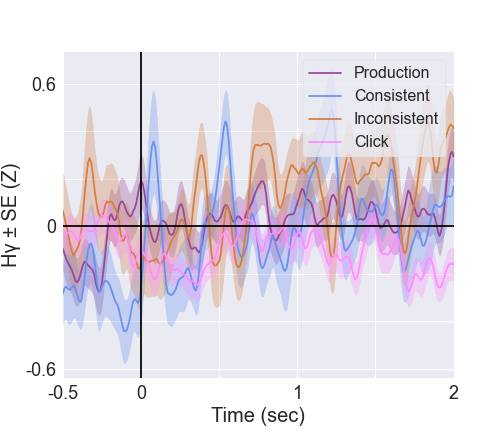 Production
Consistent
Inconsistent
Click
Hγ ± SE (Z)
0.6
0
-0.6
-0.5
0
1
2
Time (sec)